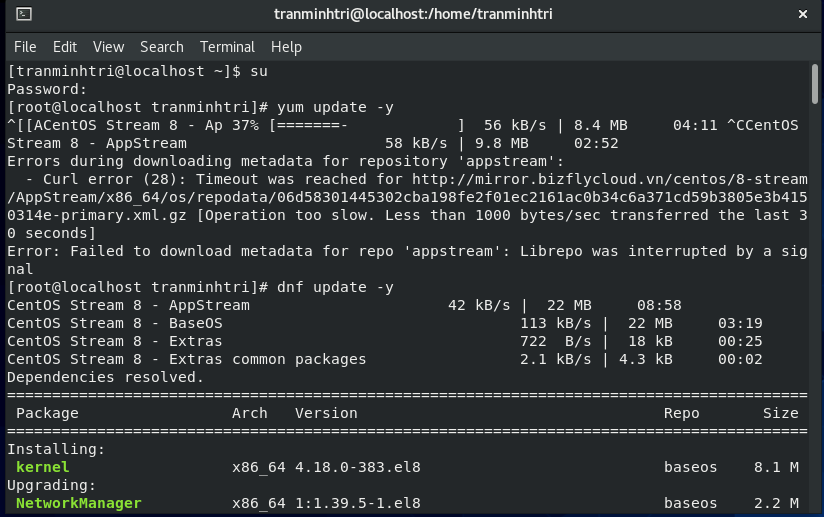 tranminhtri@localhost:/home/tranminhtri
File Edit View Search Terminal Help
[tranminhtri@localhost ~]$ su
Password:
[root@localhost tranminhtri]# yum update -y
^[[ACentOS Stream 8 - Ap 37% [=======-            ]  56 kB/s | 8.4 MB     04:11 ^CCentOS
Stream 8 - AppStream                      58 kB/s | 9.8 MB     02:52
Errors during downloading metadata for repository 'appstream':
  - Curl error (28): Timeout was reached for http://mirror.bizflycloud.vn/centos/8-stream
/AppStream/x86_64/os/repodata/06d58301445302cba198fe2f01ec2161ac0b34c6a371cd59b3805e3b415
0314e-primary.xml.gz [Operation too slow. Less than 1000 bytes/sec transferred the last 3
0 seconds]
Error: Failed to download metadata for repo 'appstream': Librepo was interrupted by a sig
nal
[root@localhost tranminhtri]# dnf update -y
CentOS Stream 8 - AppStream                      42 kB/s |  22 MB     08:58
CentOS Stream 8 - BaseOS                                 113 kB/s |  22 MB     03:19
CentOS Stream 8 - Extras                                 722  B/s |  18 kB     00:25
CentOS Stream 8 - Extras common packages                 2.1 kB/s | 4.3 kB     00:02
Dependencies resolved.
=========================================================================================
 Package                 Arch   Version                                  Repo       Size
=========================================================================================
Installing:
 kernel                  x86_64 4.18.0-383.el8                           baseos    8.1 M
Upgrading:
 NetworkManager          x86_64 1:1.39.5-1.el8                           baseos    2.2 M